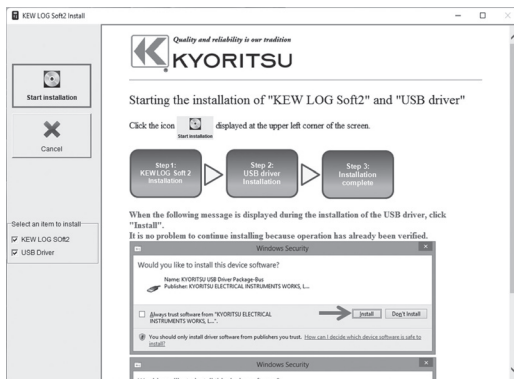 KEW LOG Soft2 Install
Start installation
Cancel
Select an item to install
KEW LOG Soft2
USB Driver
Quality and reliability is our tradition
KYORITSU
Starting the installation of "KEW LOG Soft2" and "USB driver"
Click the icon Start installation displayed at the upper left corner of the screen.
Step 1:
KEW LOG Soft 2
Installation
Step 2:
USB driver
Installation
Step 3:
Installation
complete
When the following message is displayed during the installation of the USB driver, click
"Install".
It is no problem to continue installing because operation has already been verified.
Windows Security
Would you like to install this device software?
Name: KYORITSU USB Driver Package-Bus
Publisher: KYORITSU ELECTRICAL INSTRUMENTS WORKS, L...
Always trust software from "KYORITSU ELECTRICAL
INSTRUMENTS WORKS, L...".
Install
Don't Install
You should only install driver software from publishers you trust. How can I decide which device software is safe to
install?
Windows Security